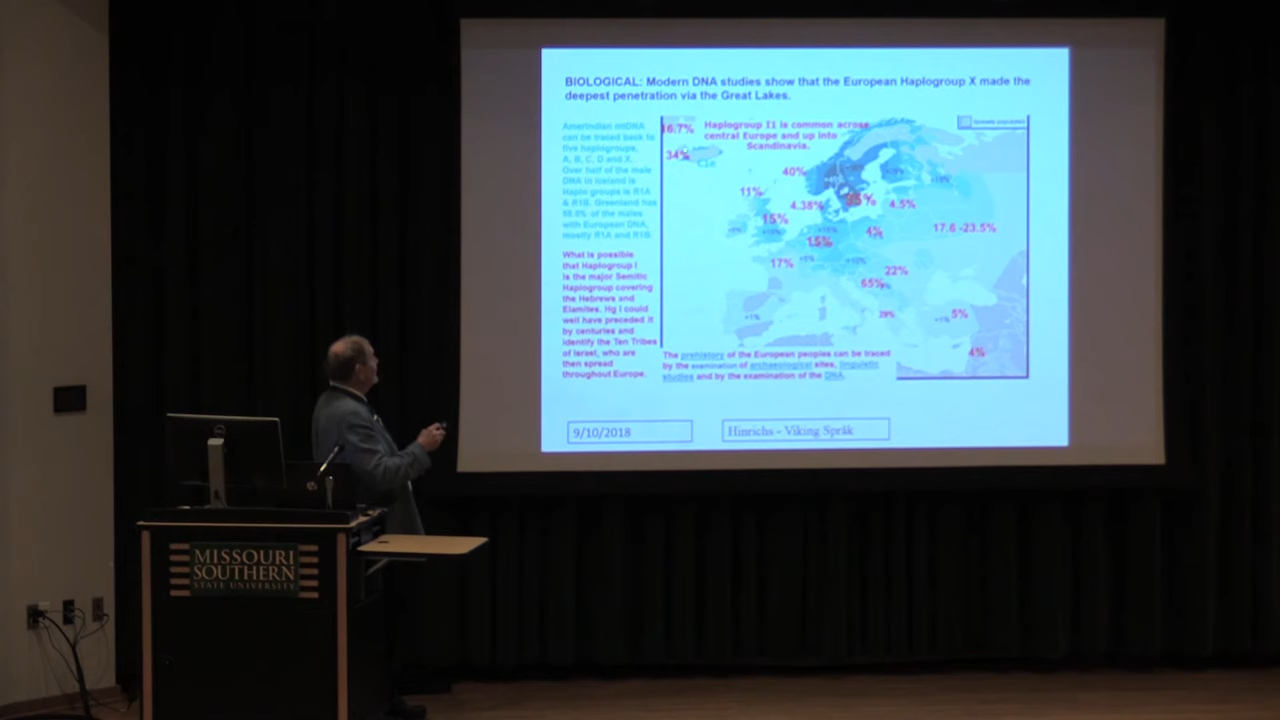 BIOLOGICAL: Modern DNA studies show that the European Haplogroup X made the
deepest penetration via the Great Lakes.
Amerindian mtDNA
can be traced back to
five haplogroups,
A, B, C, D and X.
Over half of the male
DNA in Iceland is
Haplo groups is R1A
& R1B. Greenland has
of the males
with European DNA,
mostly R1A and R1B.
What is possible
that Haplogroup I
is the major Semitic
Haplogroup covering
the Hebrews and
Elamites. Hg I could
well have preceded it
by centuries and
identify the Ten Tribes
of Israel, who are
then spread
throughout Europe.
16.7%
Haplogroup I1 is common across
central Europe and up into
Scandinavia.
34%
40%
11%
4.38%
35%
4.5%
15%
4%
17.6 -23.5%
15%
17%
22%
65%
29%
5%
4%
The prehistory of the European peoples can be traced
by the examination of archaeological sites, linguistic
studies and by the examination of the DNA.
9/10/2018
Hinrichs - Viking Språk
MISSOURI
SOUTHERN
STATE UNIVERSITY